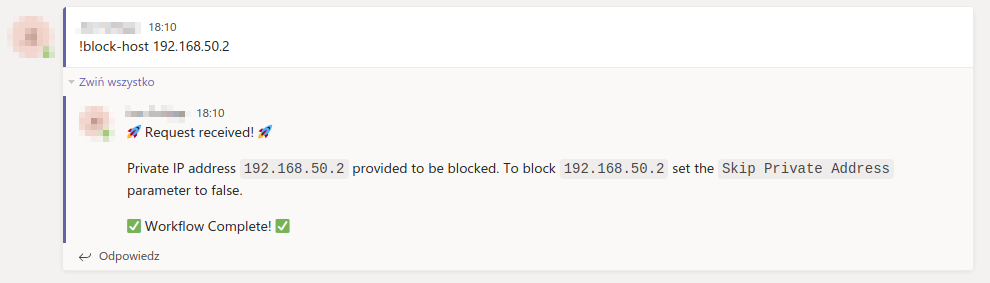 18:10
!block-host 192.168.50.2
Zwiń wszystko
18:10
🚀 Request received! 🚀
Private IP address 192.168.50.2 provided to be blocked. To block 192.168.50.2 set the Skip Private Address
parameter to false.
✅ Workflow Complete! ✅
Odpowiedz